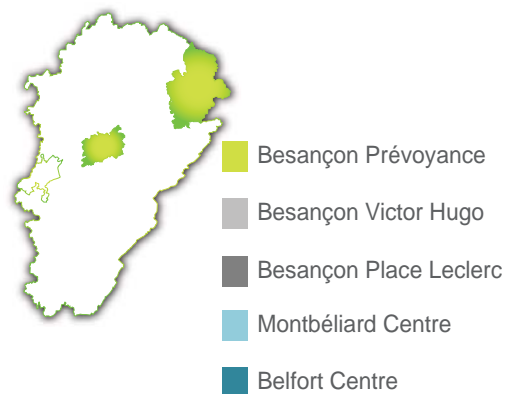 Besançon Prévoyance
Besançon Victor Hugo
Besançon Place Leclerc
Montbéliard Centre
Belfort Centre